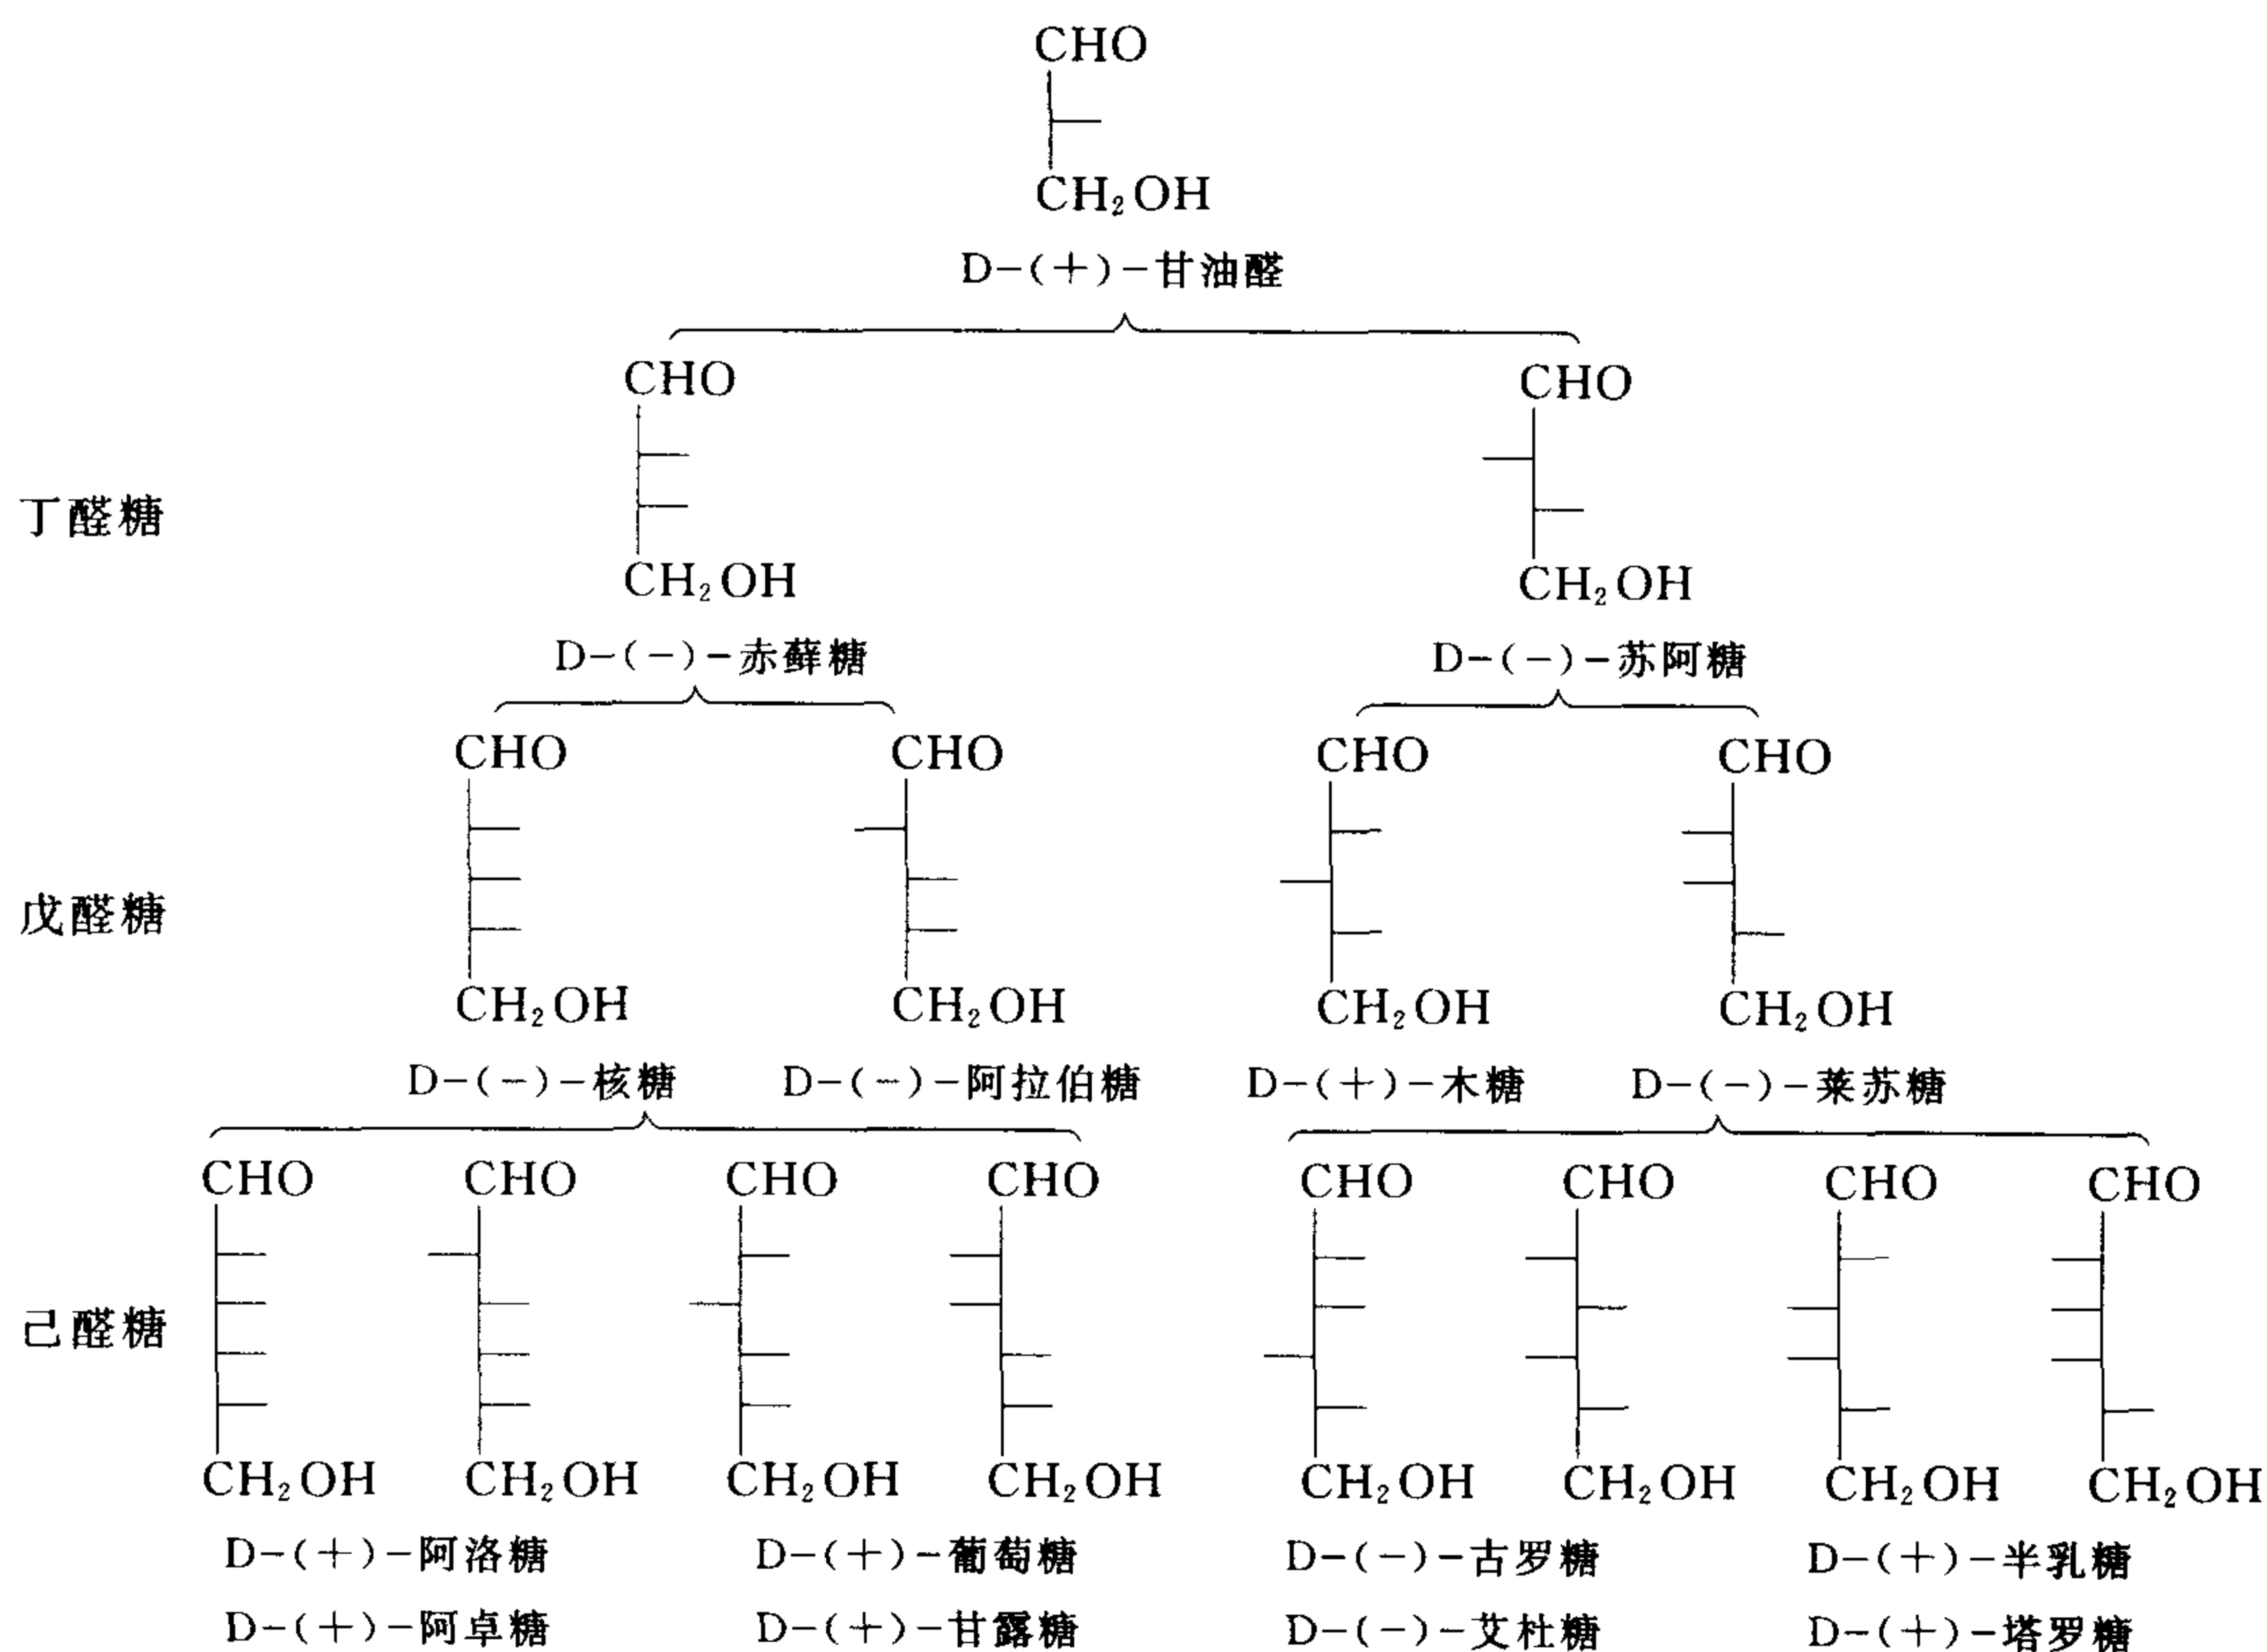 CHO
CH₂OH
D-(+)-甘油醛
CHO CHO
丁醛糖
CH₂OH CH₂OH
D-(-)-赤藓糖 D-(-)-苏阿糖
CHO CHO CHO CHO
戊醛糖
CH₂OH CH₂OH CH₂OH CH₂OH
D-(-)-核糖 D-(-)-阿拉伯糖 D-(+)-木糖 D-(-)-莱苏糖
CHO CHO CHO CHO CHO CHO CHO CHO
己醛糖
CH₂OH CH₂OH CH₂OH CH₂OH CH₂OH CH₂OH CH₂OH CH₂OH
D-(+)-阿洛糖 D-(+)-葡萄糖 D-(-)-古罗糖 D-(+)-半乳糖
D-(+)-阿卓糖 D-(+)-甘露糖 D-(-)-艾杜糖 D-(+)-塔罗糖